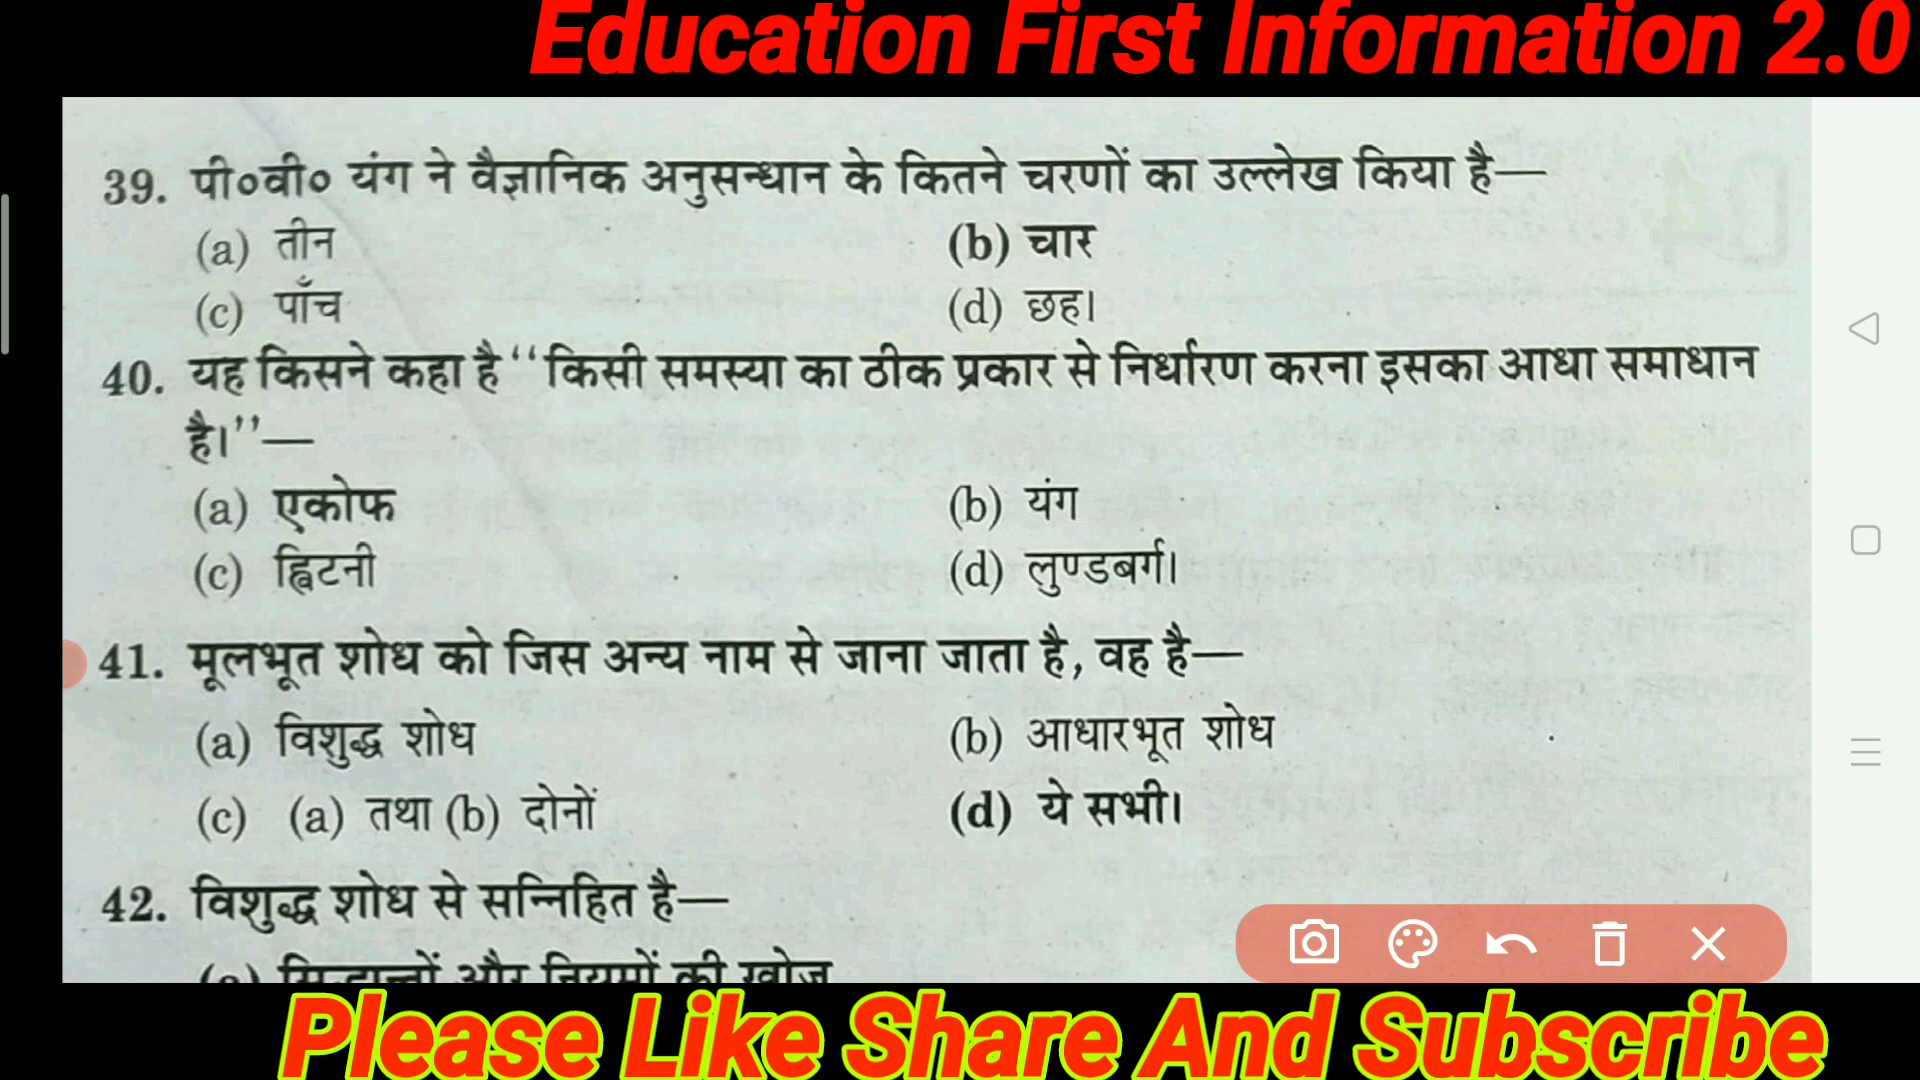 Education First Information 2.0
39. पी०वी० यंग ने वैज्ञानिक अनुसन्धान के कितने चरणों का उल्लेख किया है—
(a) तीन (b) चार
(c) पाँच (d) छह।
40. यह किसने कहा है ‘‘किसी समस्या का ठीक प्रकार से निर्धारण करना इसका आधा समाधान
है।’’—
(a) एकोफ (b) यंग
(c) ह्विटनी (d) लुण्डबर्ग।
41. मूलभूत शोध को जिस अन्य नाम से जाना जाता है, वह है—
(a) विशुद्ध शोध (b) आधारभूत शोध
(c) (a) तथा (b) दोनों (d) ये सभी।
42. विशुद्ध शोध से सन्निहित है—
(a) सिद्धान्तों और नियमों की खोज
Please Like Share And Subscribe